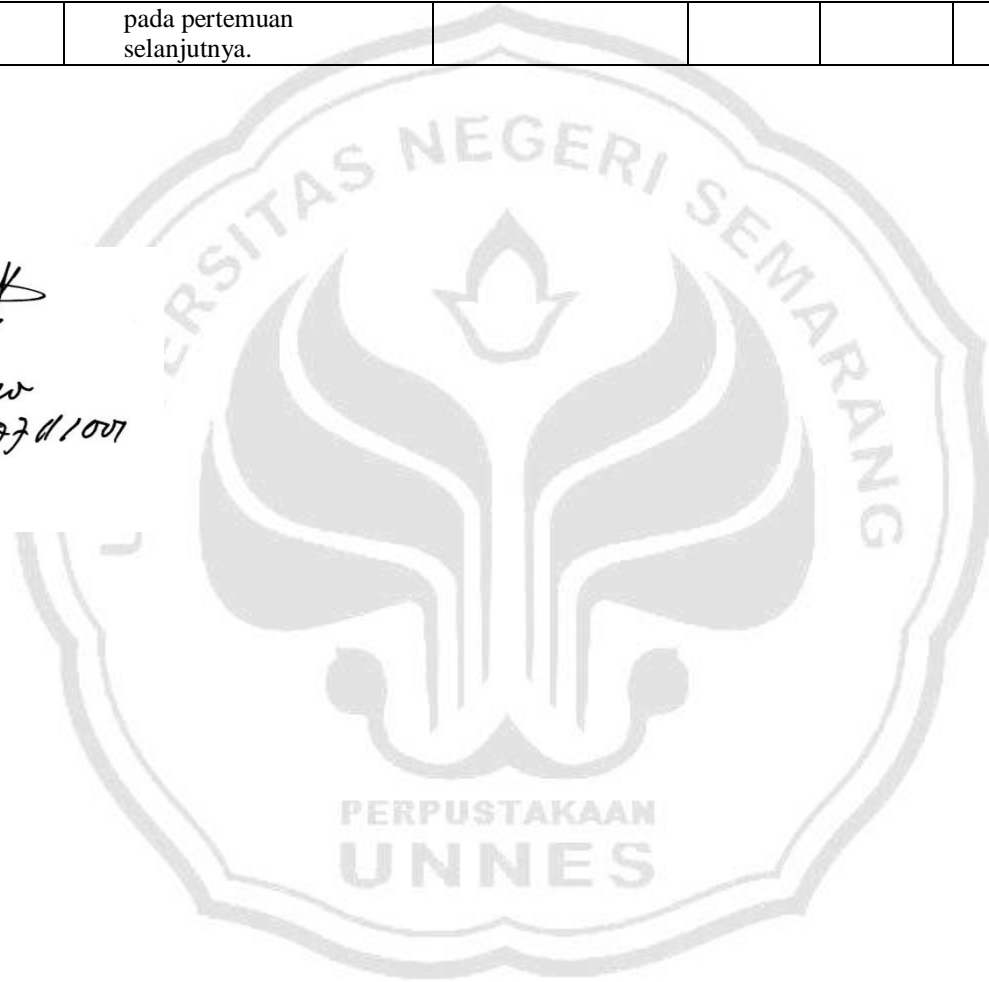 pada pertemuan
selanjutnya.
UNIVERSITAS NEGERI SEMARANG
PERPUSTAKAAN
UNNES